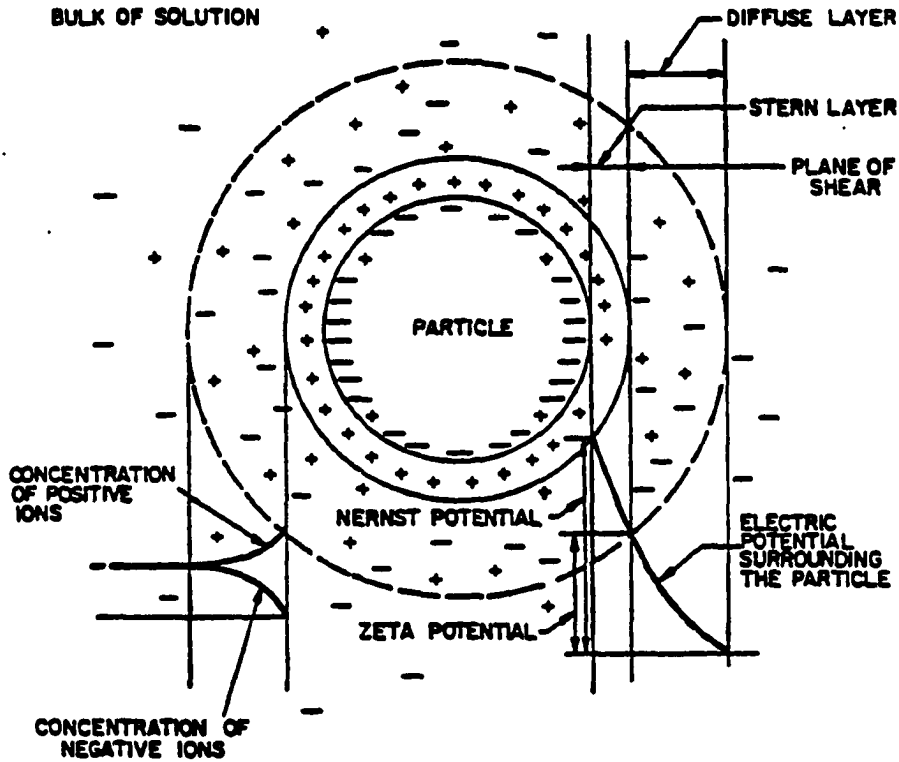 BULK OF SOLUTION
DIFFUSE LAYER
STERN LAYER
PLANE OF
SHEAR
PARTICLE
CONCENTRATION
OF POSITIVE
IONS
NERNST POTENTIAL
ELECTRIC
POTENTIAL
SURROUNDING
THE PARTICLE
ZETA POTENTIAL
CONCENTRATION OF
NEGATIVE IONS